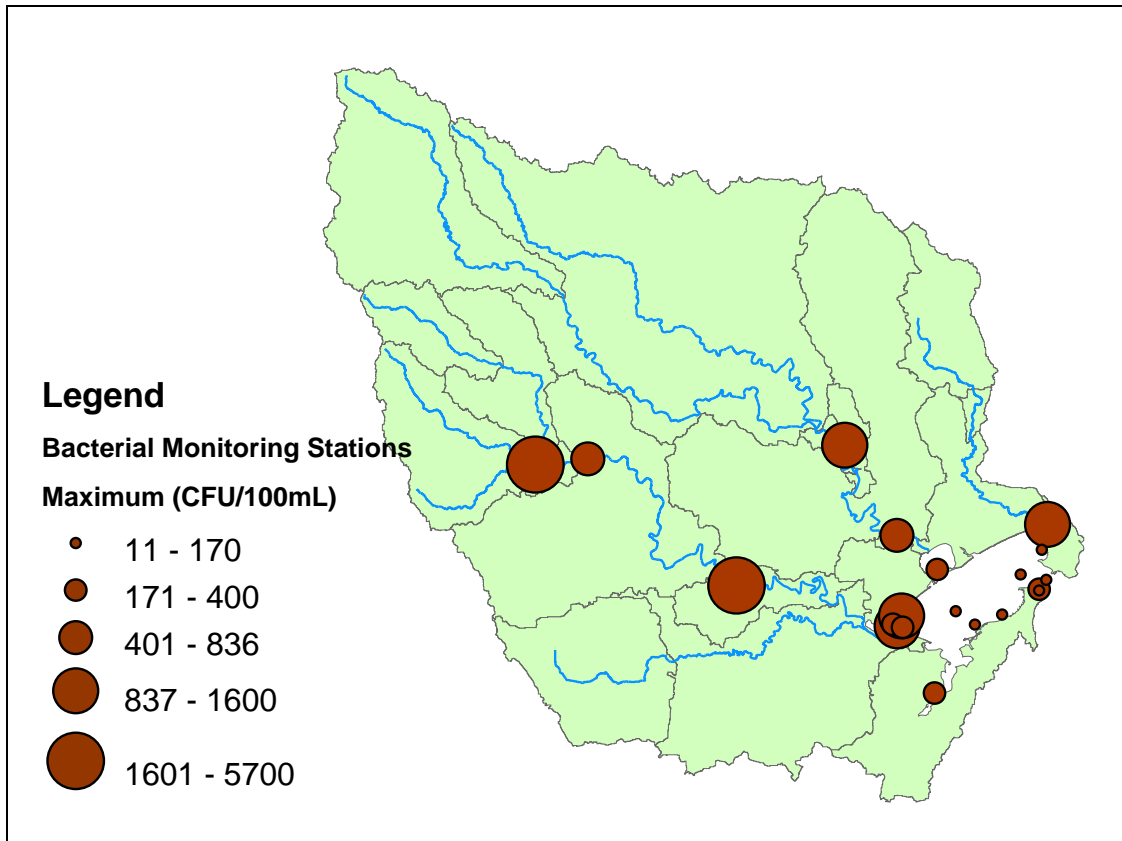 Legend
Bacterial Monitoring Stations
Maximum (CFU/100mL)
11 - 170
171 - 400
401 - 836
837 - 1600
1601 - 5700